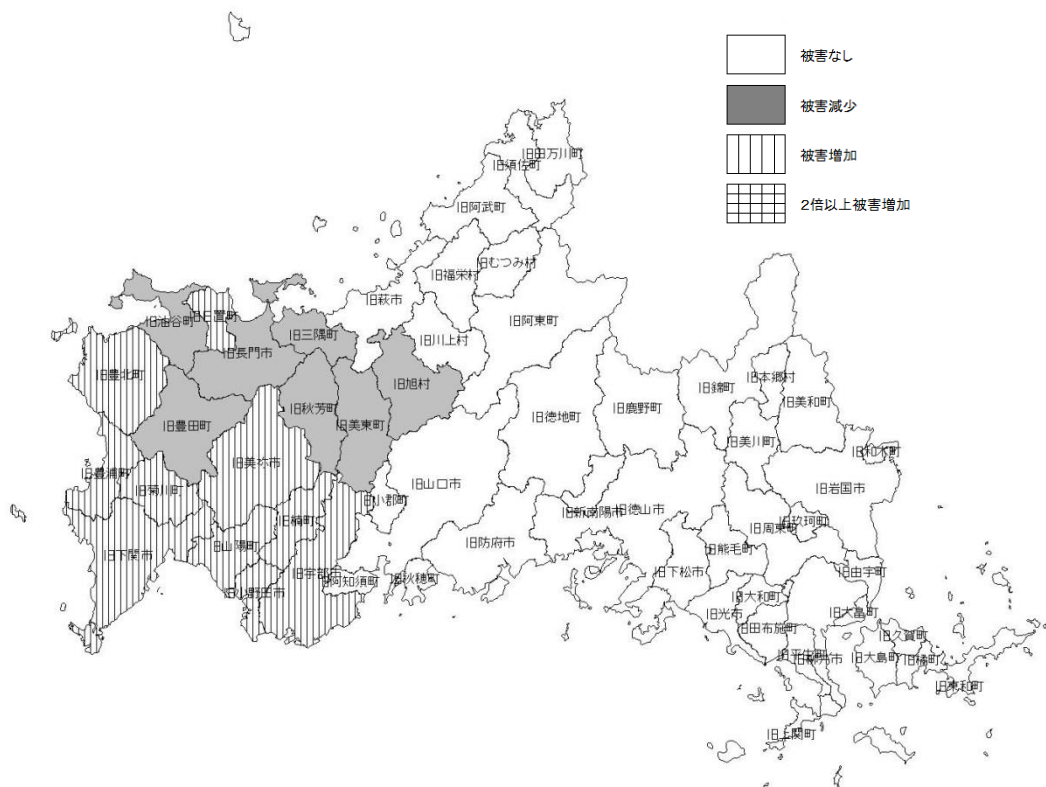 被害なし
被害減少
被害増加
2倍以上被害増加
旧田万川町
旧須佐町
旧阿武町
旧むつみ村
旧福栄村
旧萩市
旧阿東町
旧川上村
旧日置町
旧油谷町
旧三隅町
旧長門市
旧旭村
旧豊北町
旧秋芳町
旧美東町
旧豊田町
旧徳地町
旧鹿野町
旧錦町
旧本郷村
旧美和町
旧美川町
旧和木町
旧美祢市
旧豊浦町
旧菊川町
旧山口市
旧小郡町
旧岩国市
旧楠町
旧新南陽市
旧徳山市
旧周東町
旧玖珂町
旧下関市
旧山陽町
旧防府市
旧熊毛町
旧宇部市
旧阿知須町
旧秋穂町
旧下松市
旧由宇町
旧小野田市
旧大和町
旧光市
旧大畠町
旧田布施町
旧久賀町
旧平生町
旧柳井市
旧大島町
旧橘町
旧東和町
旧上関町